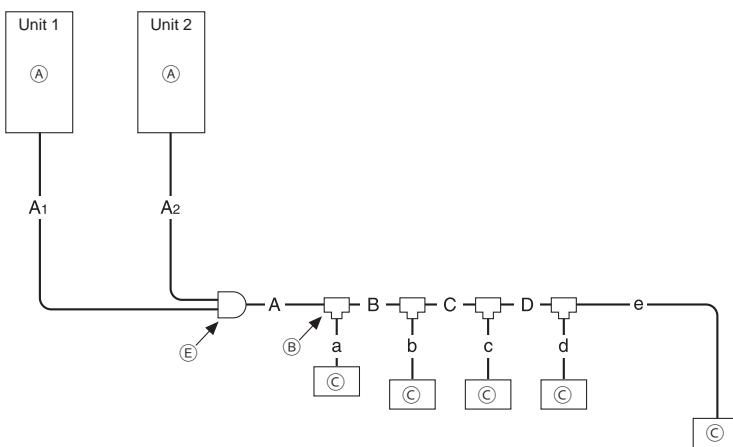 Unit 1 Unit 2
Ⓐ Ⓐ
A1 A2
A B C D e
Ⓔ Ⓑ a b c d
Ⓒ Ⓒ Ⓒ Ⓒ
Ⓒ